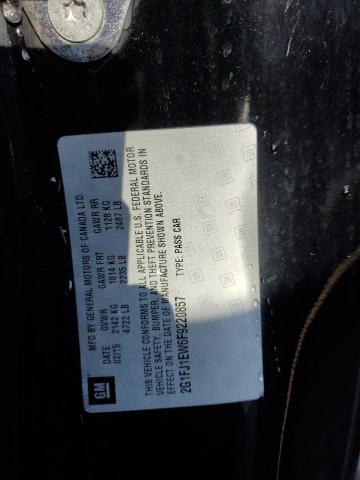 GM
MFD BY GENERAL MOTORS OF CANADA LTD.
DATE GVWR GAWR FRT GAWR RR
02/15 2142 KG 1014 KG 1128 KG
4722 LB 2235 LB 2487 LB
THIS VEHICLE CONFORMS TO ALL APPLICABLE U.S. FEDERAL MOTOR
VEHICLE SAFETY, BUMPER, AND THEFT PREVENTION STANDARDS IN
EFFECT ON THE DATE OF MANUFACTURE SHOWN ABOVE.
2G1FJ1EW6F9220857 TYPE: PASS CAR